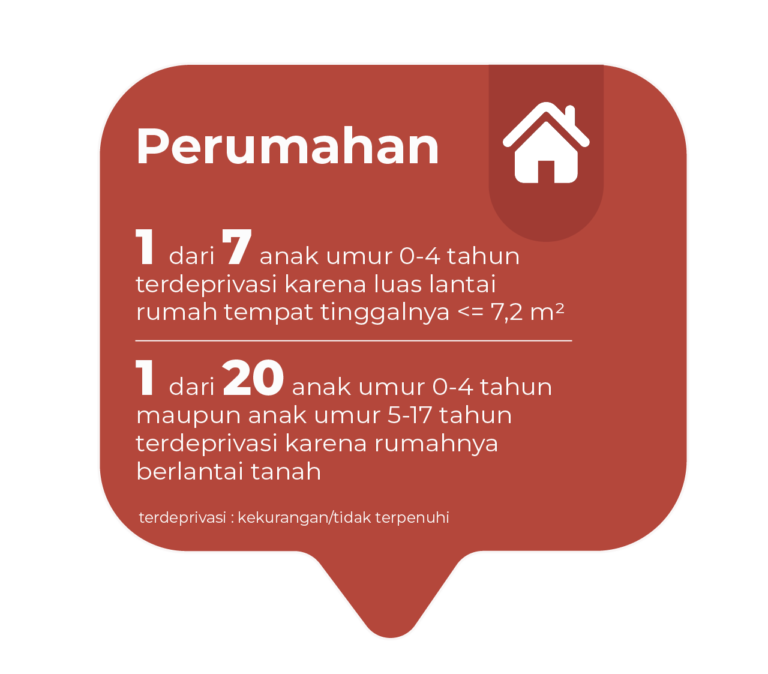 Perumahan
1 dari 7 anak umur 0-4 tahun
terdeprivasi karena luas lantai
rumah tempat tinggalnya <= 7,2 m²
1 dari 20 anak umur 0-4 tahun
maupun anak umur 5-17 tahun
terdeprivasi karena rumahnya
berlantai tanah
terdeprivasi : kekurangan/tidak terpenuhi